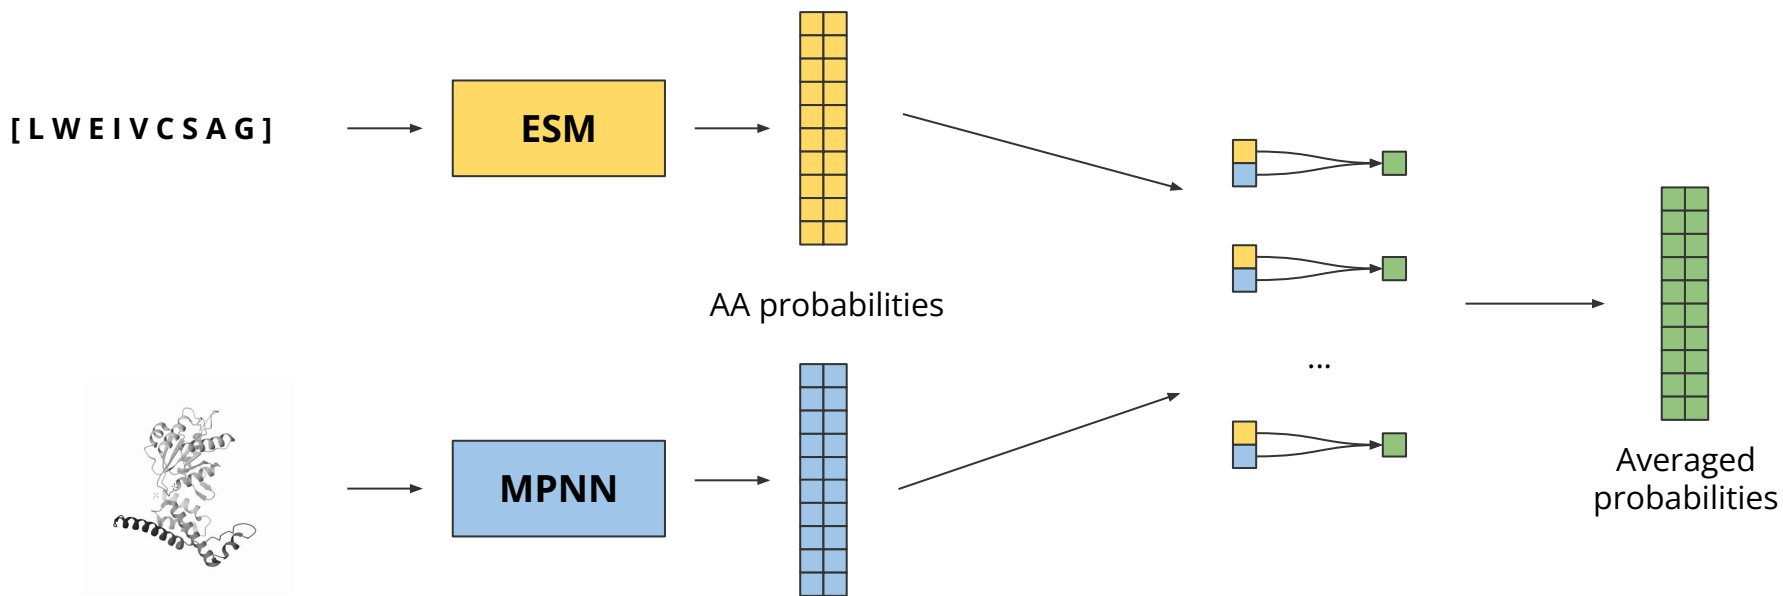 [ L W E I V C S A G ]
ESM
AA probabilities
MPNN
...
Averaged
probabilities